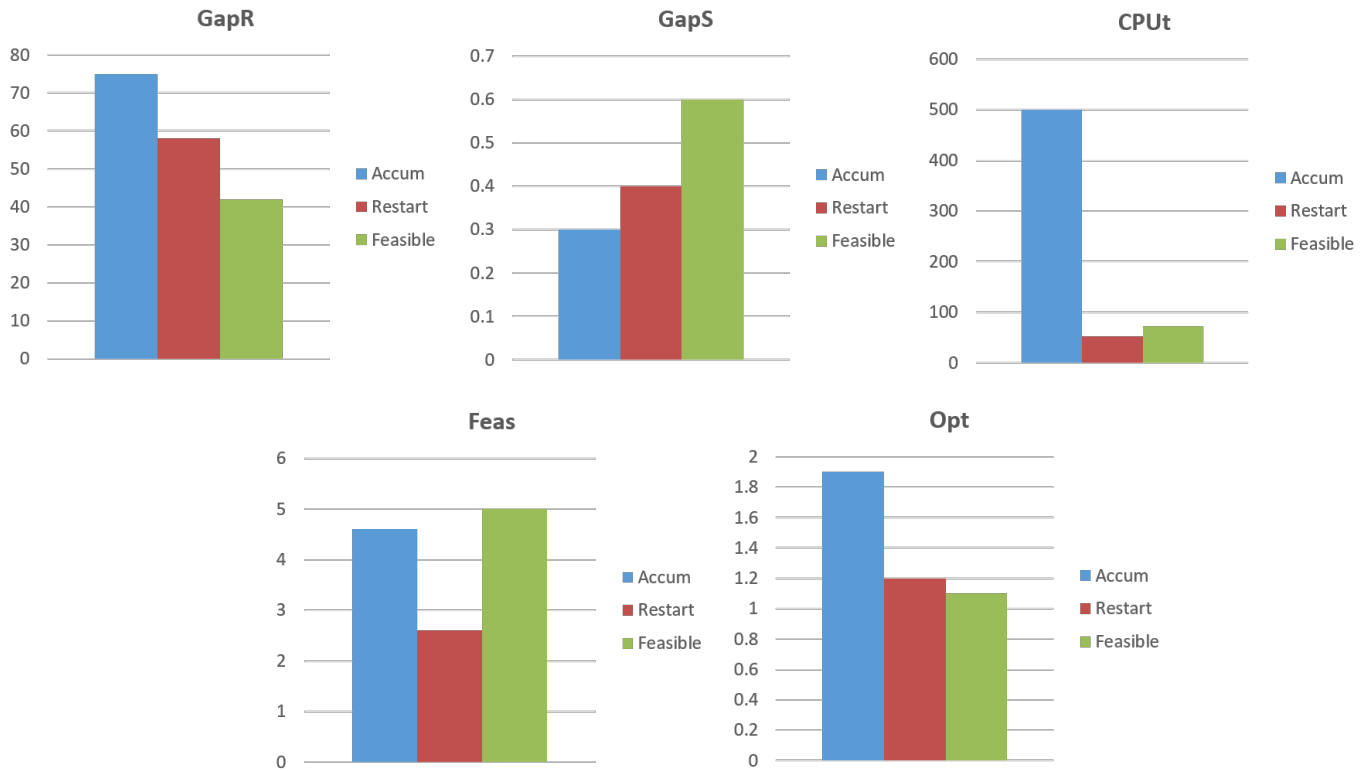 GapR
80
70
60
50
40
30
20
10
0
Accum
Restart
Feasible
GapS
0.7
0.6
0.5
0.4
0.3
0.2
0.1
0
Accum
Restart
Feasible
CPUt
600
500
400
300
200
100
0
Accum
Restart
Feasible
Feas
6
5
4
3
2
1
0
Accum
Restart
Feasible
Opt
2
1.8
1.6
1.4
1.2
1
0.8
0.6
0.4
0.2
0
Accum
Restart
Feasible